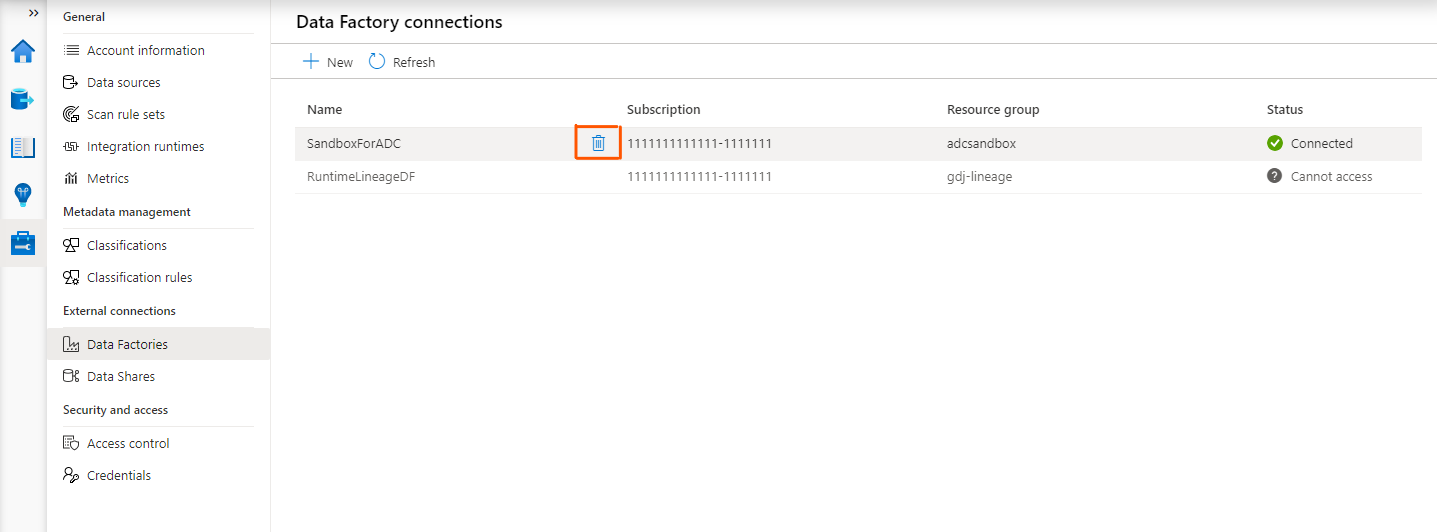 General
Account information
Data sources
Scan rule sets
Integration runtimes
Metrics
Metadata management
Classifications
Classification rules
External connections
Data Factories
Data Shares
Security and access
Access control
Credentials
Data Factory connections
New Refresh
Name Subscription Resource group Status
SandboxForADC 1111111111111-1111111 adcsandbox Connected
RuntimeLineageDF 1111111111111-1111111 gdj-lineage Cannot access